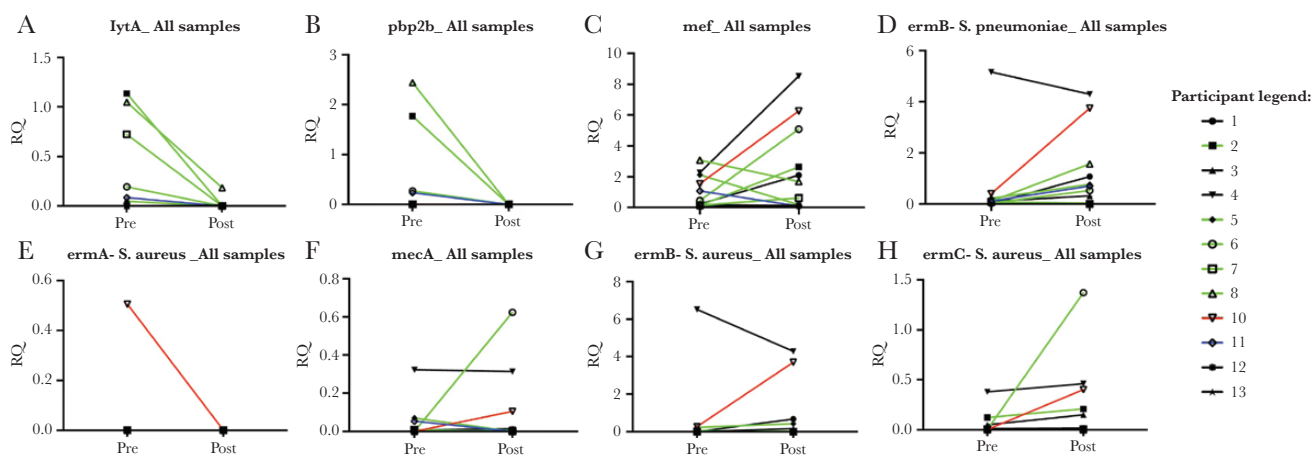 A IytA_ All samples
RQ
1.5
1.0
0.5
0.0
Pre Post
B pbp2b_ All samples
RQ
3
2
1
0
Pre Post
C mef_ All samples
RQ
10
8
6
4
2
0
Pre Post
D ermB- S. pneumoniae_ All samples
RQ
6
4
2
0
Pre Post
E ermA- S. aureus _All samples
RQ
0.6
0.4
0.2
0.0
Pre Post
F mecA_ All samples
RQ
0.8
0.6
0.4
0.2
0.0
Pre Post
G ermB- S. aureus_ All samples
RQ
8
6
4
2
0
Pre Post
H ermC- S. aureus_ All samples
RQ
1.5
1.0
0.5
0.0
Pre Post
Participant legend:
1
2
3
4
5
6
7
8
10
11
12
13